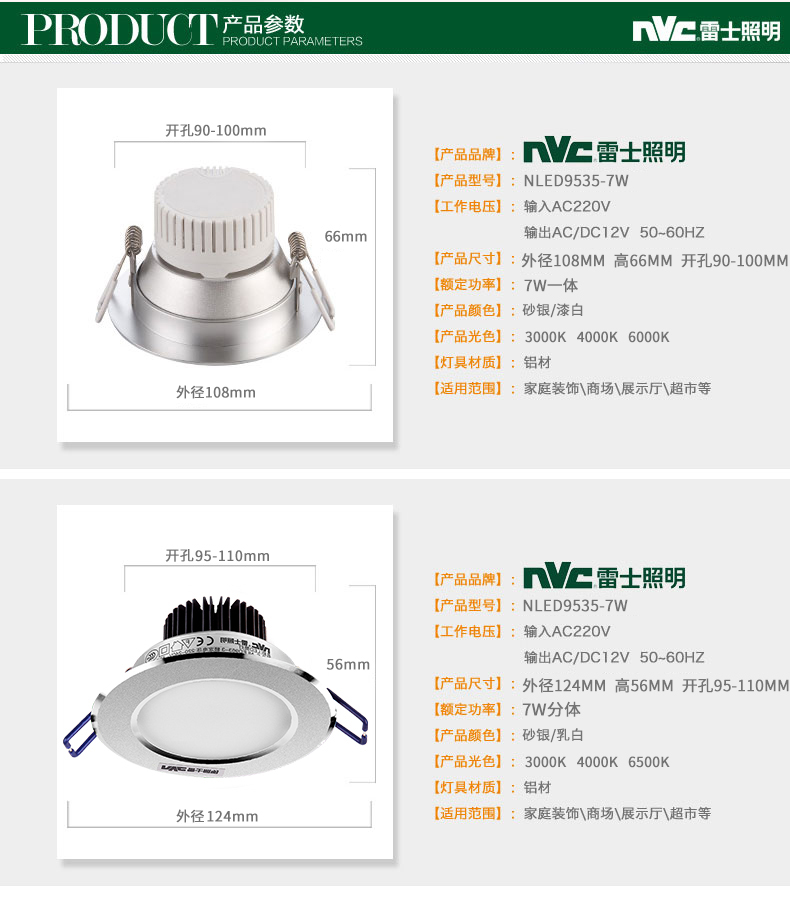 PRODUCT 产品参数
PRODUCT PARAMETERS
nvc 雷士照明
开孔90-100mm
66mm
外径108mm
【产品品牌】: nvc 雷士照明
【产品型号】: NLED9535-7W
【工作电压】: 输入AC220V
输出AC/DC12V 50~60HZ
【产品尺寸】: 外径108MM 高66MM 开孔90-100MM
【额定功率】: 7W一体
【产品颜色】: 砂银/漆白
【产品光色】: 3000K 4000K 6000K
【灯具材质】: 铝材
【适用范围】: 家庭装饰\商场\展示厅\超市等
开孔95-110mm
56mm
nvc 雷士照明
外径124mm
【产品品牌】: nvc 雷士照明
【产品型号】: NLED9535-7W
【工作电压】: 输入AC220V
输出AC/DC12V 50~60HZ
【产品尺寸】: 外径124MM 高56MM 开孔95-110MM
【额定功率】: 7W分体
【产品颜色】: 砂银/乳白
【产品光色】: 3000K 4000K 6500K
【灯具材质】: 铝材
【适用范围】: 家庭装饰\商场\展示厅\超市等